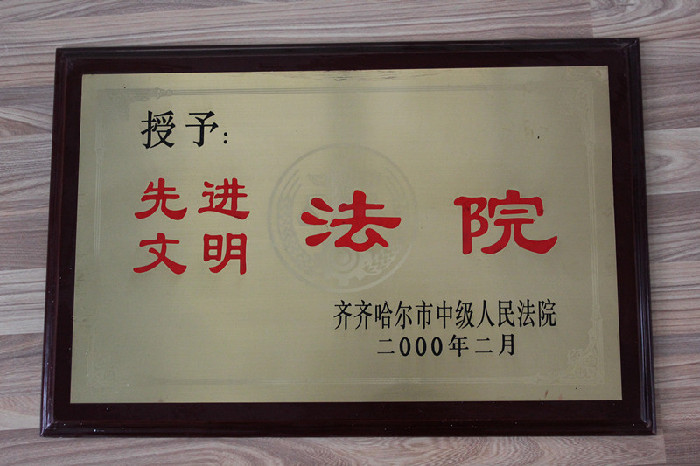 授予：
先进
文明
法院
齐齐哈尔市中级人民法院
二000年二月